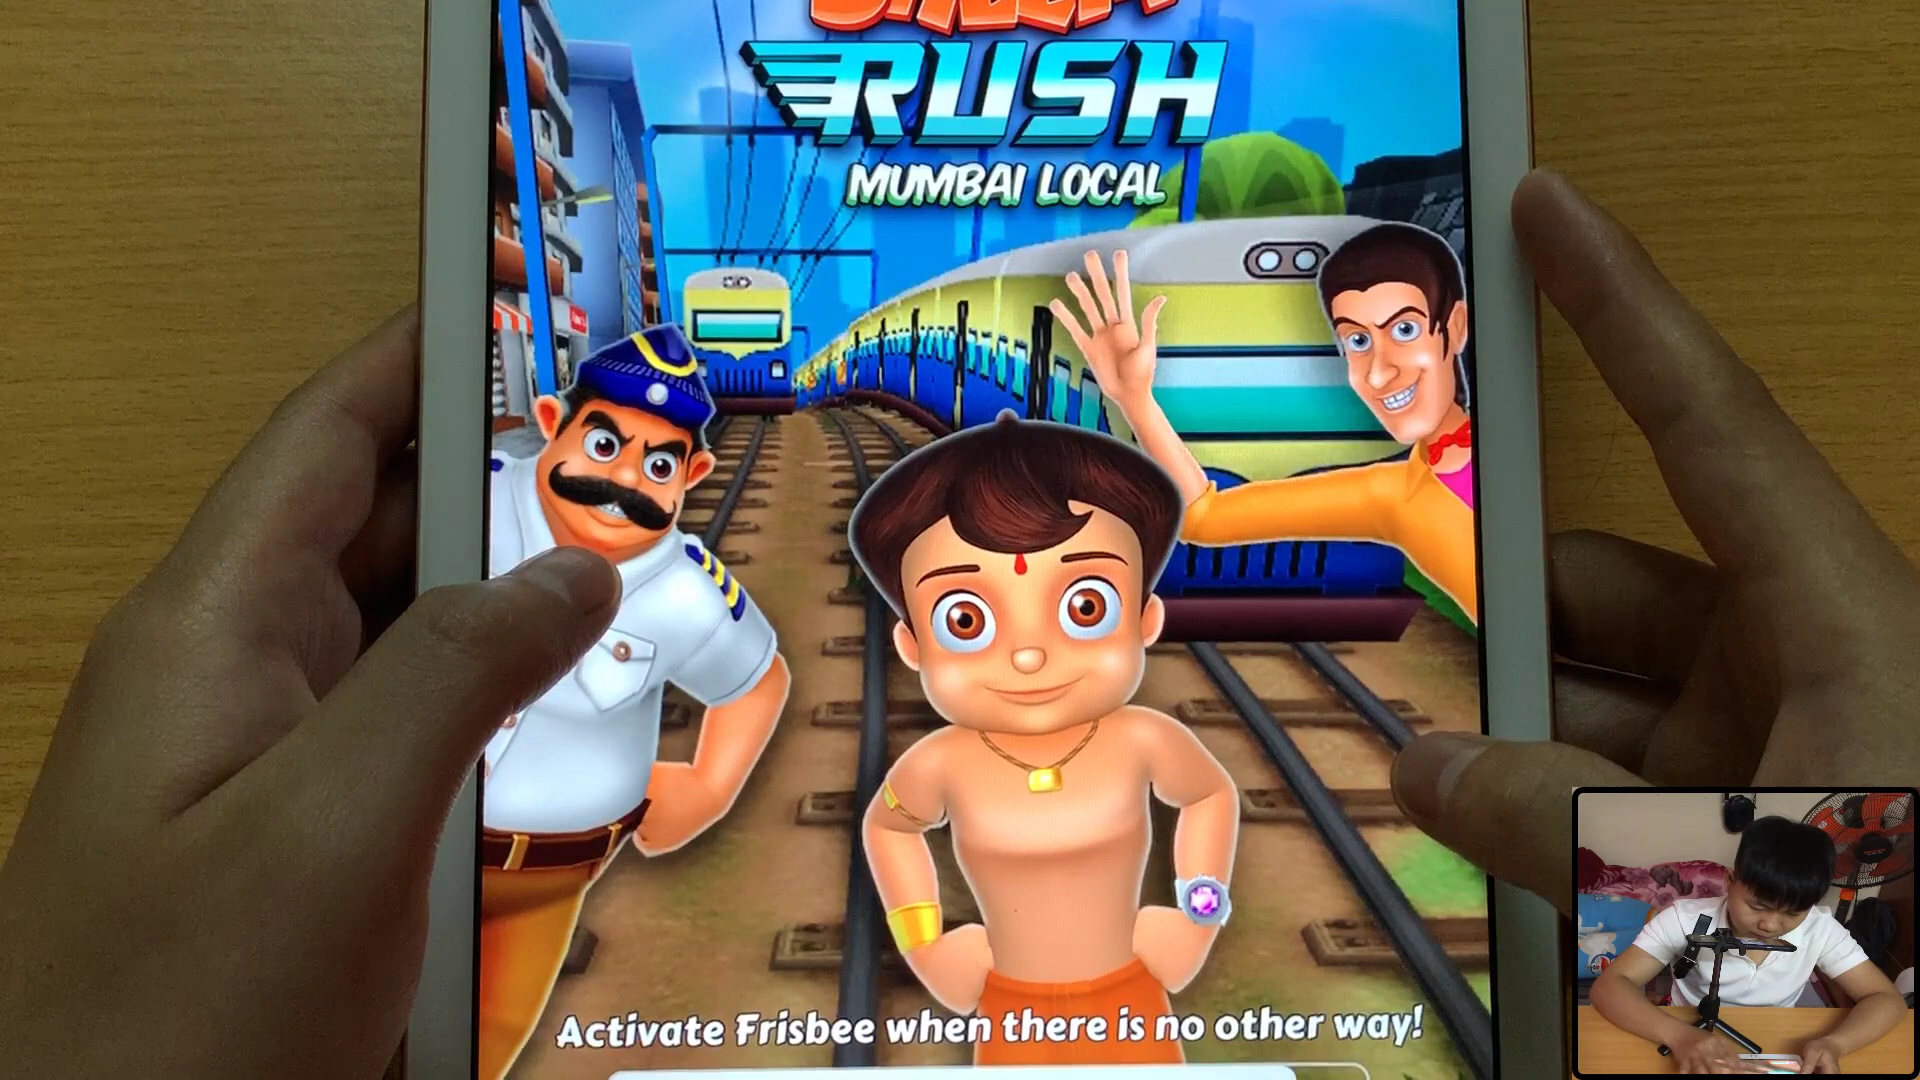 RUSH
MUMBAI LOCAL
Activate Frisbee when there is no other way!